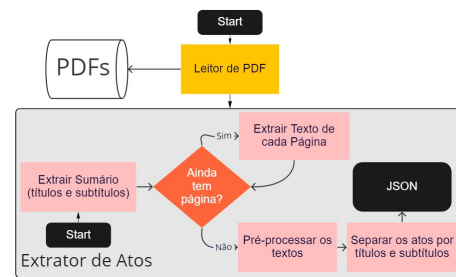 Start
PDFs
Leitor de PDF
Sim
Extrair Texto de
cada Página
Extrair Sumário
(títulos e subtítulos)
Ainda
tem
página?
JSON
Start
Não
Pré-processar os
textos
Separar os atos por
títulos e subtítulos
Extrator de Atos